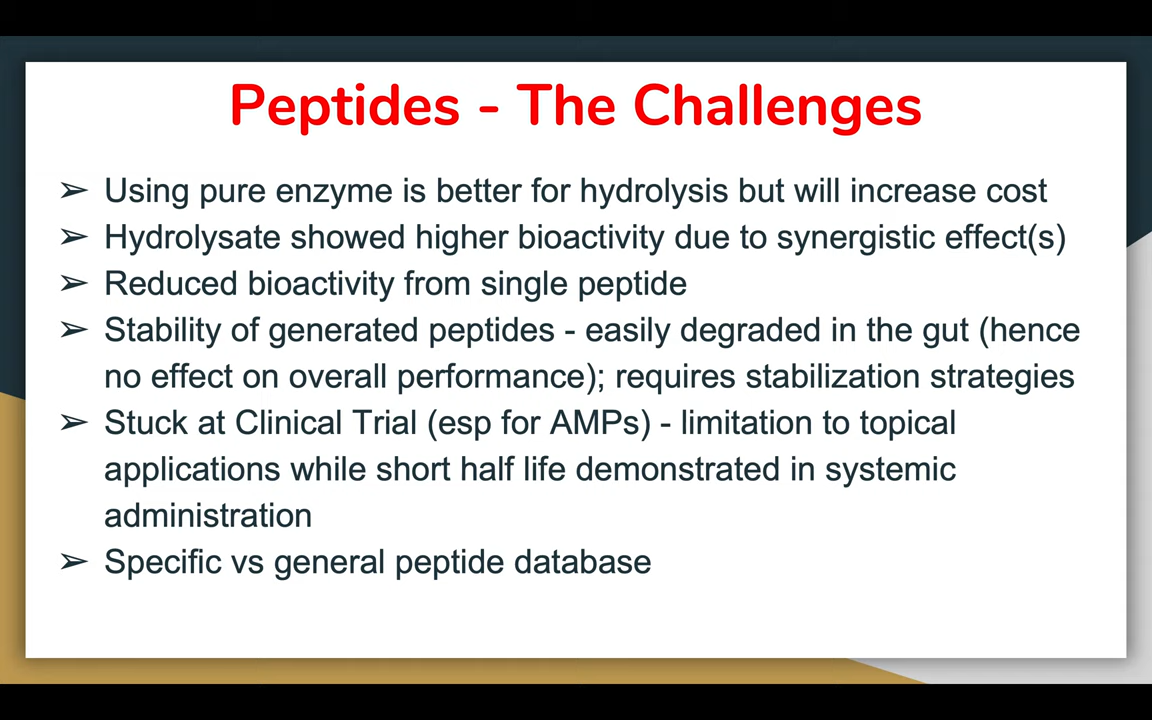 Peptides - The Challenges
➢ Using pure enzyme is better for hydrolysis but will increase cost
➢ Hydrolysate showed higher bioactivity due to synergistic effect(s)
➢ Reduced bioactivity from single peptide
➢ Stability of generated peptides - easily degraded in the gut (hence
no effect on overall performance); requires stabilization strategies
➢ Stuck at Clinical Trial (esp for AMPs) - limitation to topical
applications while short half life demonstrated in systemic
administration
➢ Specific vs general peptide database